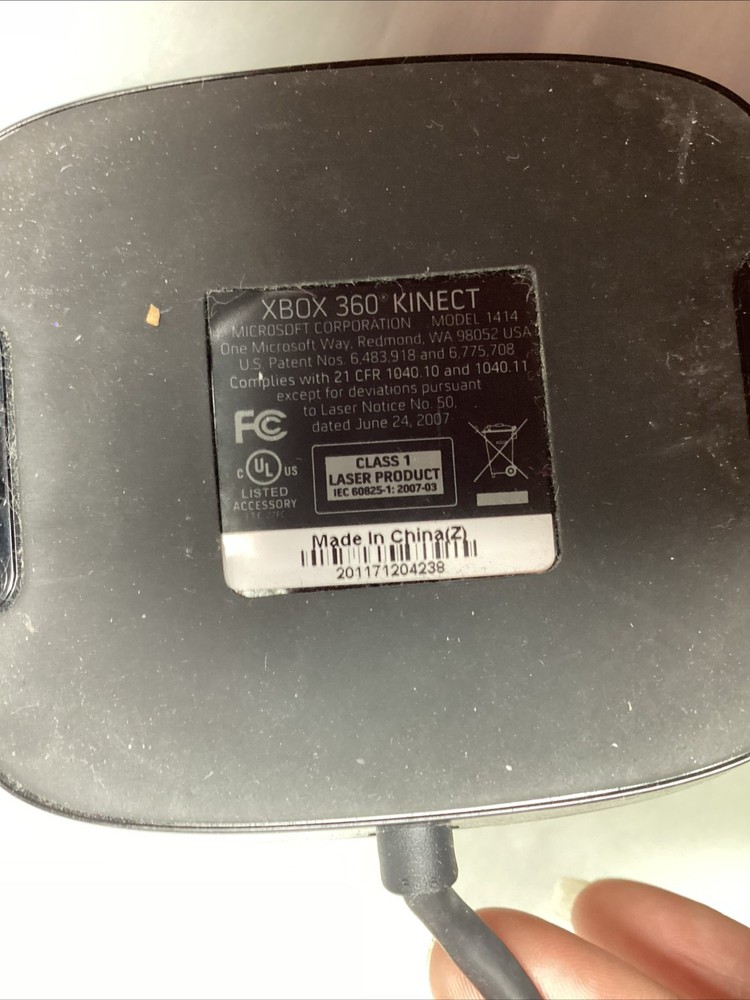 XBOX 360 KINECT
MICROSOFT CORPORATION MODEL 1414
One Microsoft Way, Redmond, WA 98052 USA
U.S. Patent Nos. 6,483,918 and 6,775,708
Complies with 21 CFR 1040.10 and 1040.11
except for deviations pursuant
to Laser Notice No. 50,
dated June 24, 2007
FC
C UL US
LISTED
ACCESSORY
CLASS 1
LASER PRODUCT
IEC 60825-1: 2007-03
Made In China(Z)
201171204238